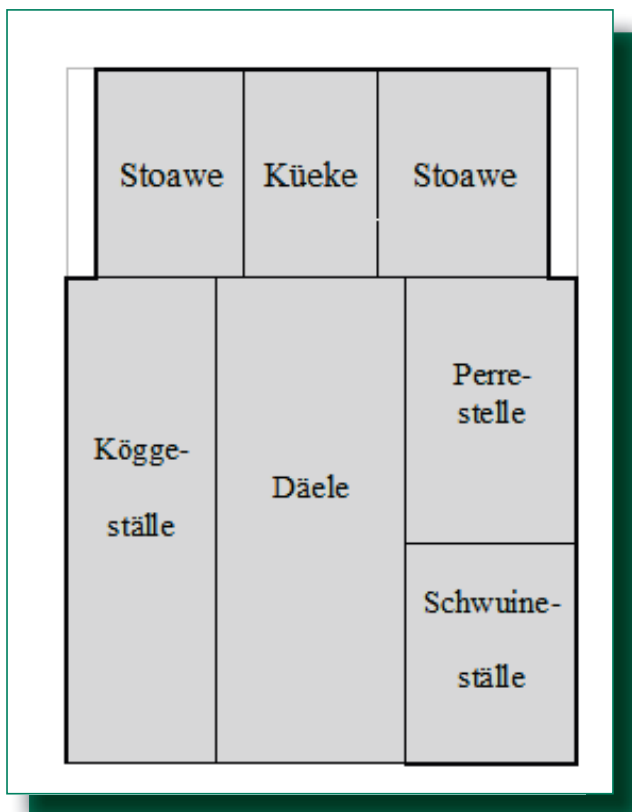 Stoawe
Küeke
Stoawe
Kögge-
ställe
Däele
Perre-
stelle
Schwuine-
ställe